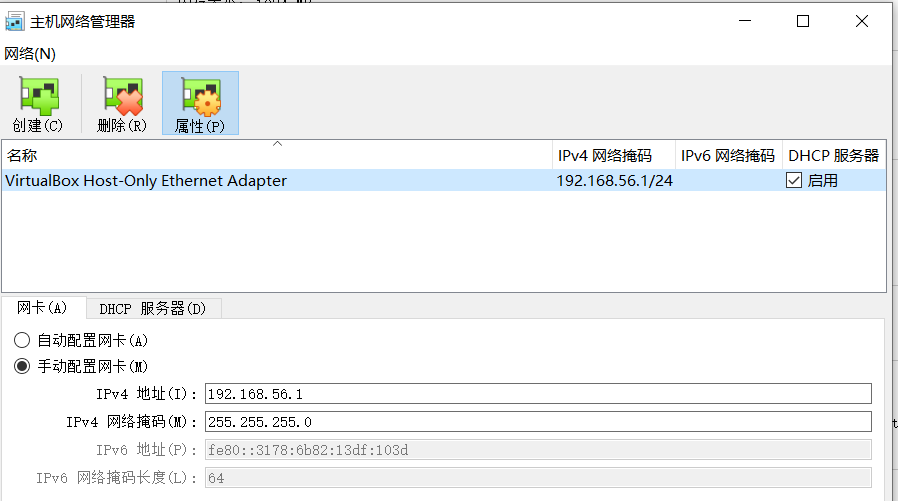 主机网络管理器
网络(N)
创建(C) 删除(R) 属性(P)
名称 IPv4 网络掩码 IPv6 网络掩码 DHCP 服务器
VirtualBox Host-Only Ethernet Adapter 192.168.56.1/24 启用
网卡(A) DHCP 服务器(D)
自动配置网卡(A)
手动配置网卡(M)
IPv4 地址(I): 192.168.56.1
IPv4 网络掩码(M): 255.255.255.0
IPv6 地址(P): fe80::3178:6b82:13df:103d
IPv6 网络掩码长度(L): 64